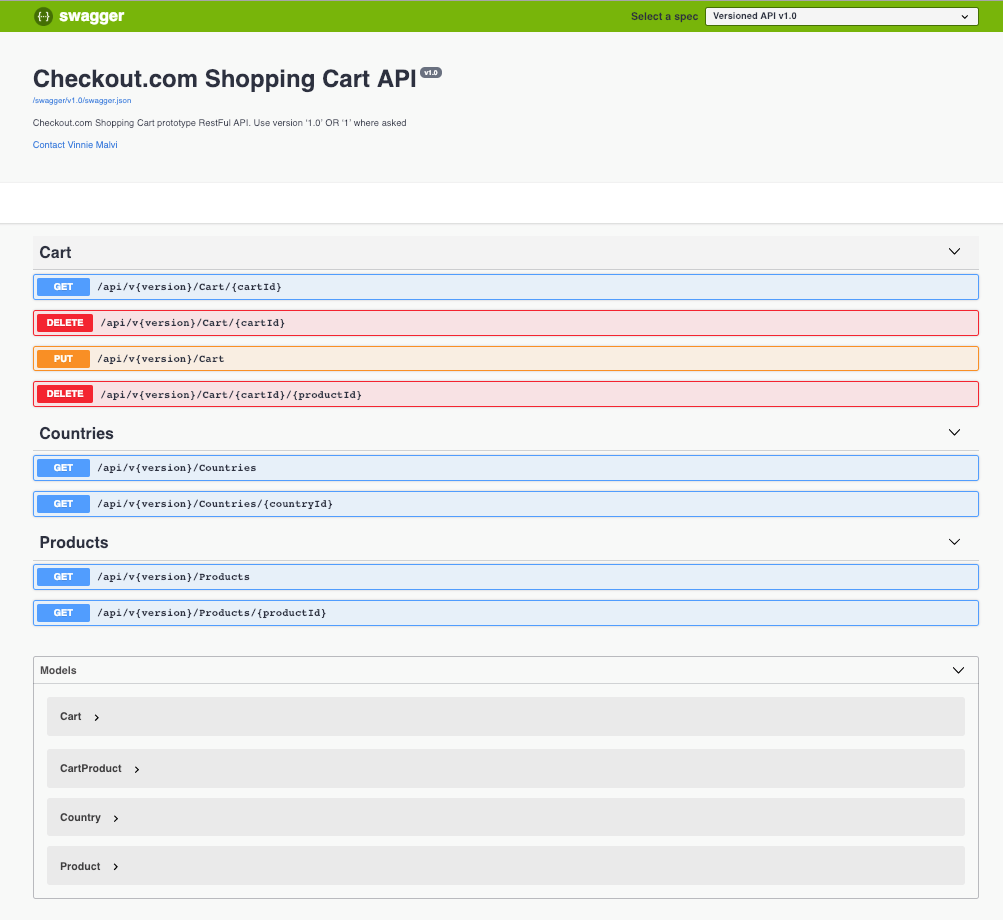 swagger
Select a spec Versioned API v1.0
Checkout.com Shopping Cart API v1.0
/swagger/v1.0/swagger.json
Checkout.com Shopping Cart prototype RestFul API. Use version '1.0' OR '1' where asked
Contact Vinnie Malvi
Cart
GET /api/v{version}/Cart/{cartId}
DELETE /api/v{version}/Cart/{cartId}
PUT /api/v{version}/Cart
DELETE /api/v{version}/Cart/{cartId}/{productId}
Countries
GET /api/v{version}/Countries
GET /api/v{version}/Countries/{countryId}
Products
GET /api/v{version}/Products
GET /api/v{version}/Products/{productId}
Models
Cart
CartProduct
Country
Product